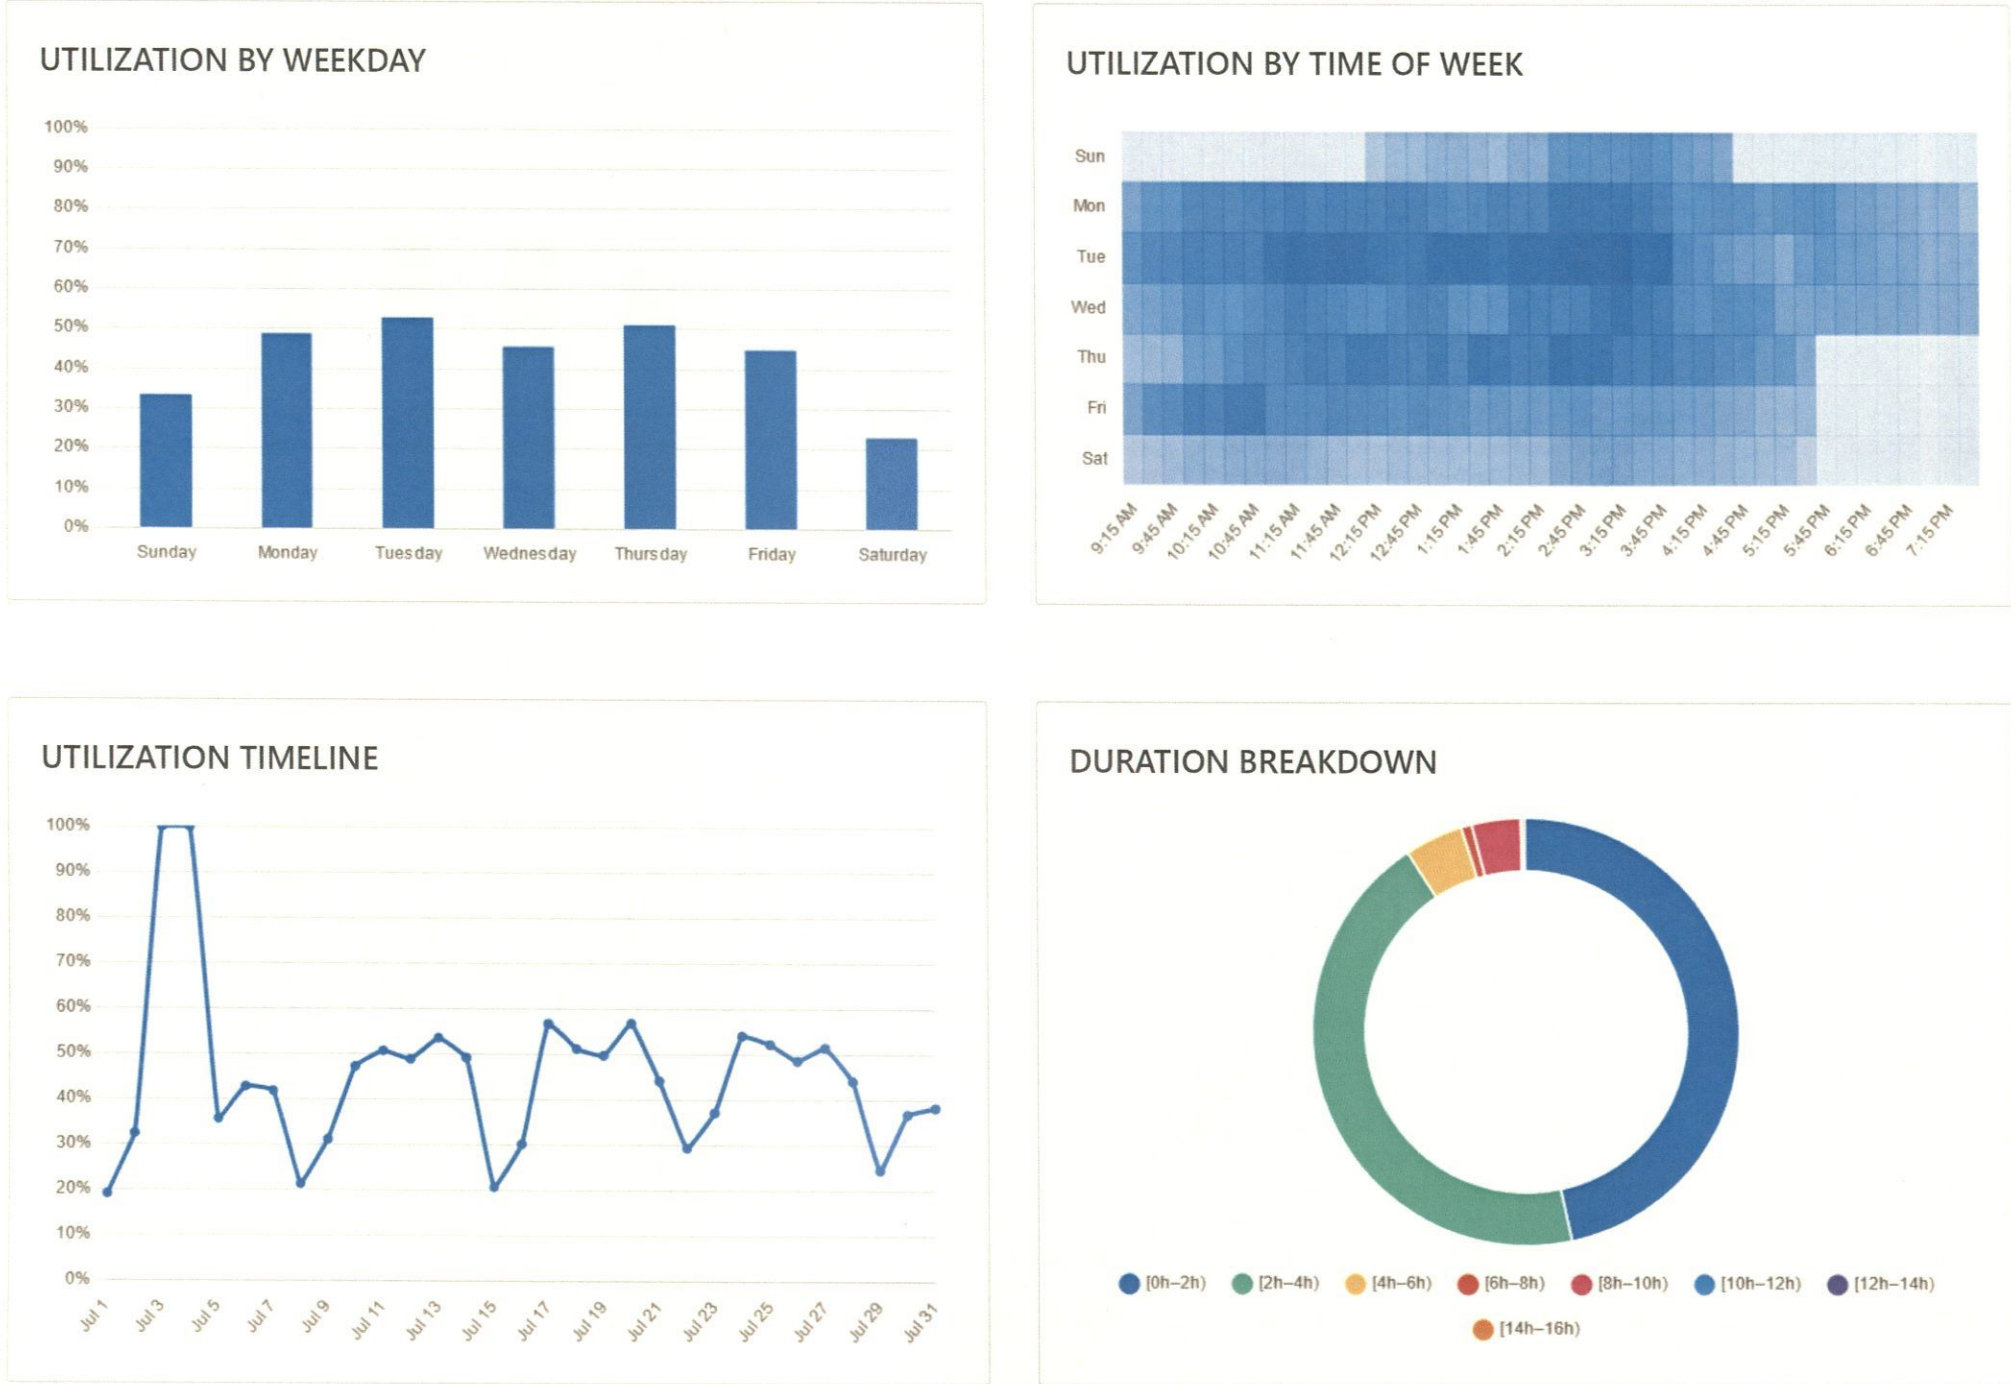 UTILIZATION BY WEEKDAY
100%
90%
80%
70%
60%
50%
40%
30%
20%
10%
0%
Sunday Monday Tuesday Wednesday Thursday Friday Saturday
UTILIZATION BY TIME OF WEEK
Sun
Mon
Tue
Wed
Thu
Fri
Sat
9:15 AM 9:45 AM 10:15 AM 10:45 AM 11:15 AM 11:45 AM 12:15 PM 12:45 PM 1:15 PM 1:45 PM 2:15 PM 2:45 PM 3:15 PM 3:45 PM 4:15 PM 4:45 PM 5:15 PM 5:45 PM 6:15 PM 6:45 PM 7:15 PM
UTILIZATION TIMELINE
100%
90%
80%
70%
60%
50%
40%
30%
20%
10%
0%
Jul 1 Jul 3 Jul 5 Jul 7 Jul 9 Jul 11 Jul 13 Jul 15 Jul 17 Jul 19 Jul 21 Jul 23 Jul 25 Jul 27 Jul 29 Jul 31
DURATION BREAKDOWN
[0h–2h) [2h–4h) [4h–6h) [6h–8h) [8h–10h) [10h–12h) [12h–14h)
[14h–16h)